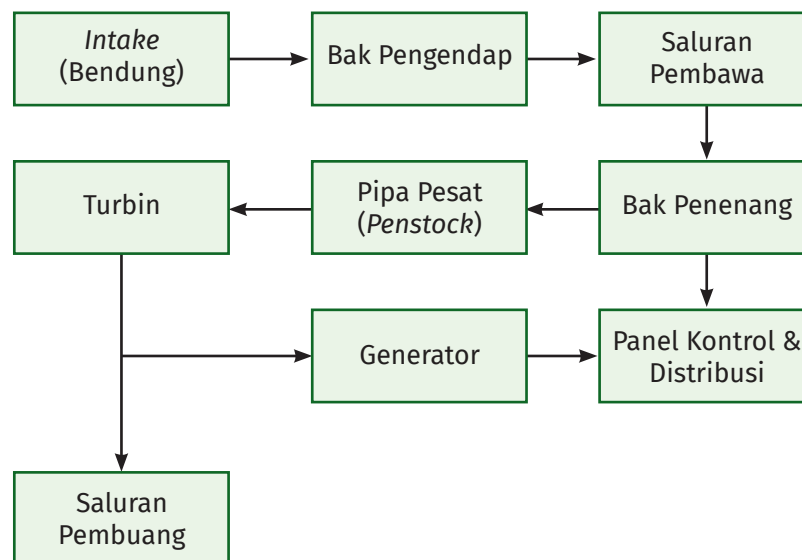 Intake
(Bendung)
Bak Pengendap
Saluran
Pembawa
Turbin
Pipa Pesat
(Penstock)
Bak Penenang
Generator
Panel Kontrol &
Distribusi
Saluran
Pembuang